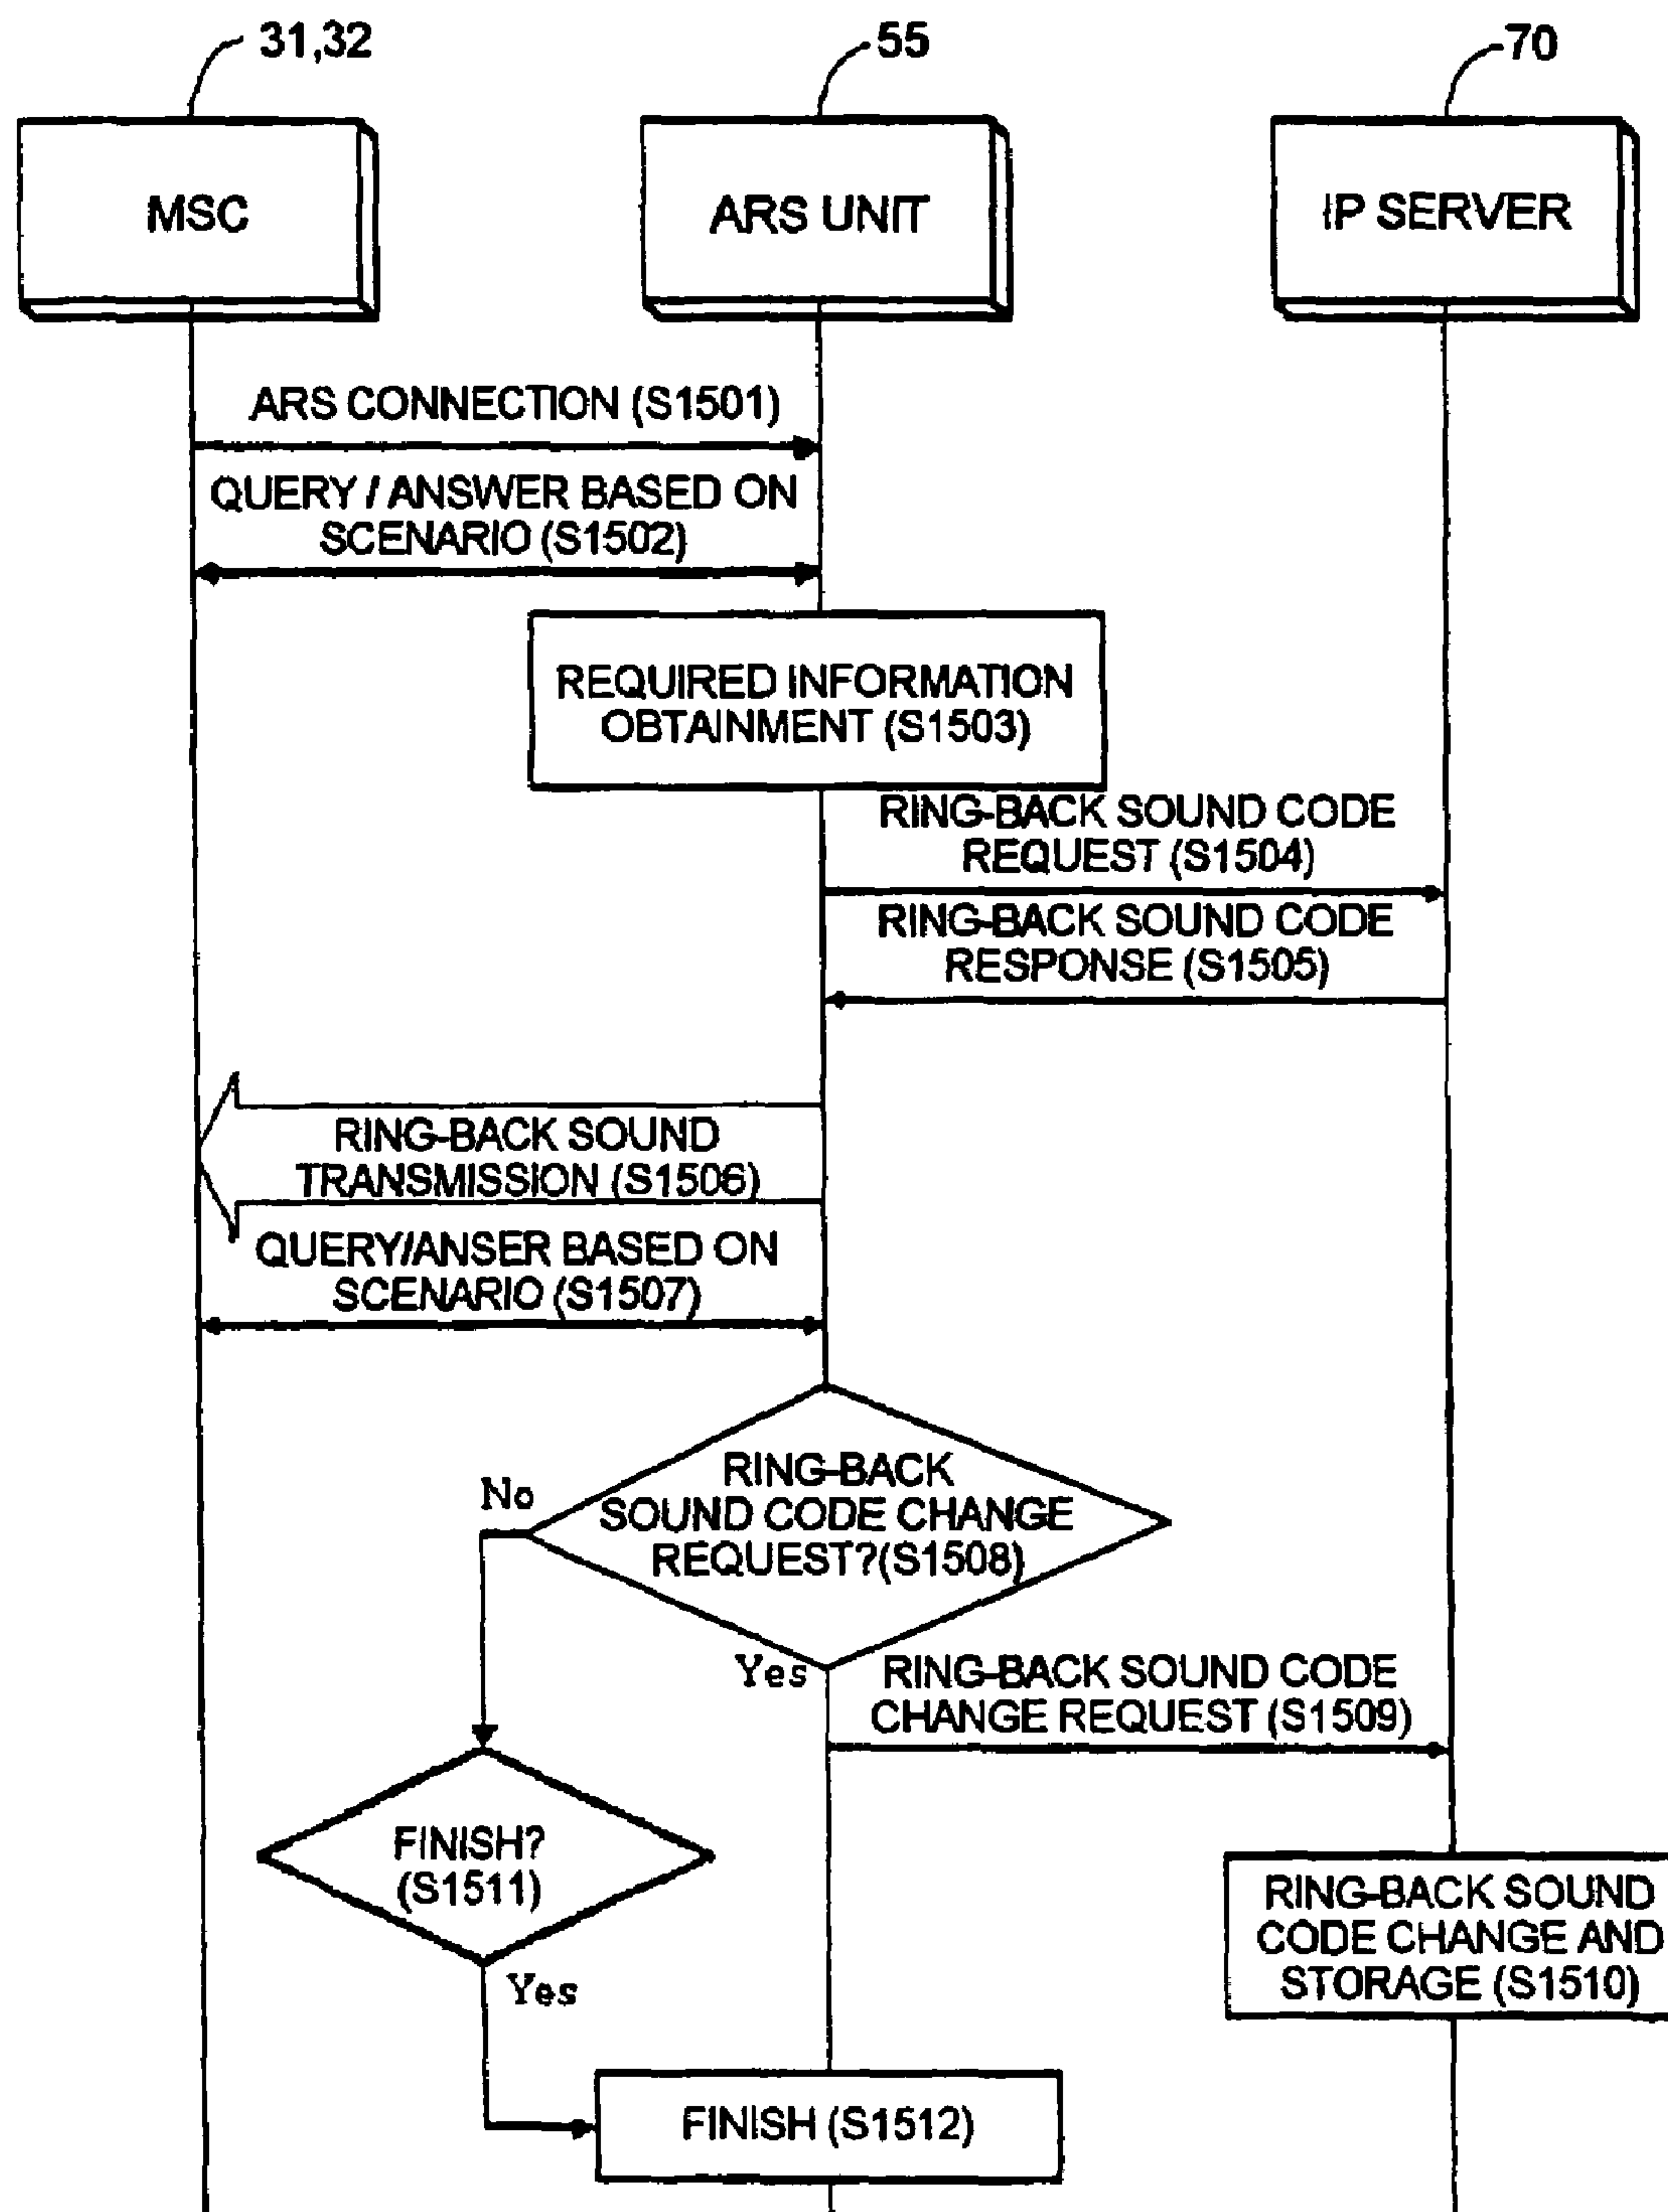 31,32
55
70
MSC
ARS UNIT
IP SERVER
ARS CONNECTION (S1501)
QUERY / ANSWER BASED ON
SCENARIO (S1502)
REQUIRED INFORMATION
OBTAINMENT (S1503)
RING-BACK SOUND CODE
REQUEST (S1504)
RING-BACK SOUND CODE
RESPONSE (S1505)
RING-BACK SOUND
TRANSMISSION (S1506)
QUERY/ANSER BASED ON
SCENARIO (S1507)
RING-BACK
SOUND CODE CHANGE
REQUEST?(S1508)
No
Yes
RING-BACK SOUND CODE
CHANGE REQUEST (S1509)
FINISH?
(S1511)
Yes
RING-BACK SOUND
CODE CHANGE AND
STORAGE (S1510)
FINISH (S1512)